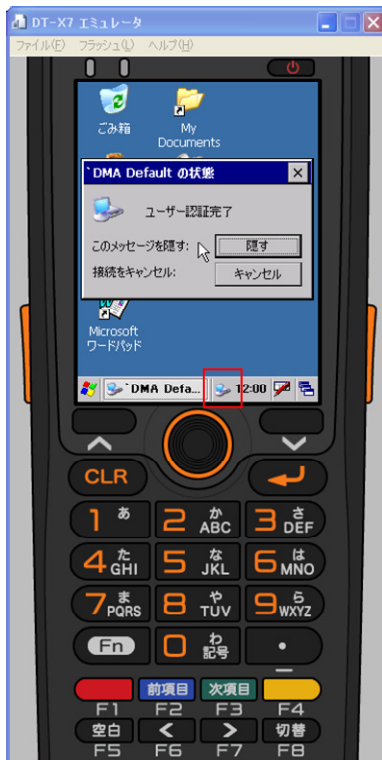 DT-X7 エミュレータ
ファイル(F) フラッシュ(L) ヘルプ(H)
ごみ箱
My
Documents
`DMA Default の状態
ユーザー認証完了
このメッセージを隠す: 隠す
接続をキャンセル: キャンセル
Microsoft
ワードパッド
`DMA Defa... 12:00
CLR
1 あ 2 か ABC 3 さ DEF
4 た GHI 5 な JKL 6 は MNO
7 ま PQRS 8 や TUV 9 ら WXYZ
Fn 0 わ 記号 .
前項目 次項目
F1 F2 F3 F4
空白 < > 切替
F5 F6 F7 F8